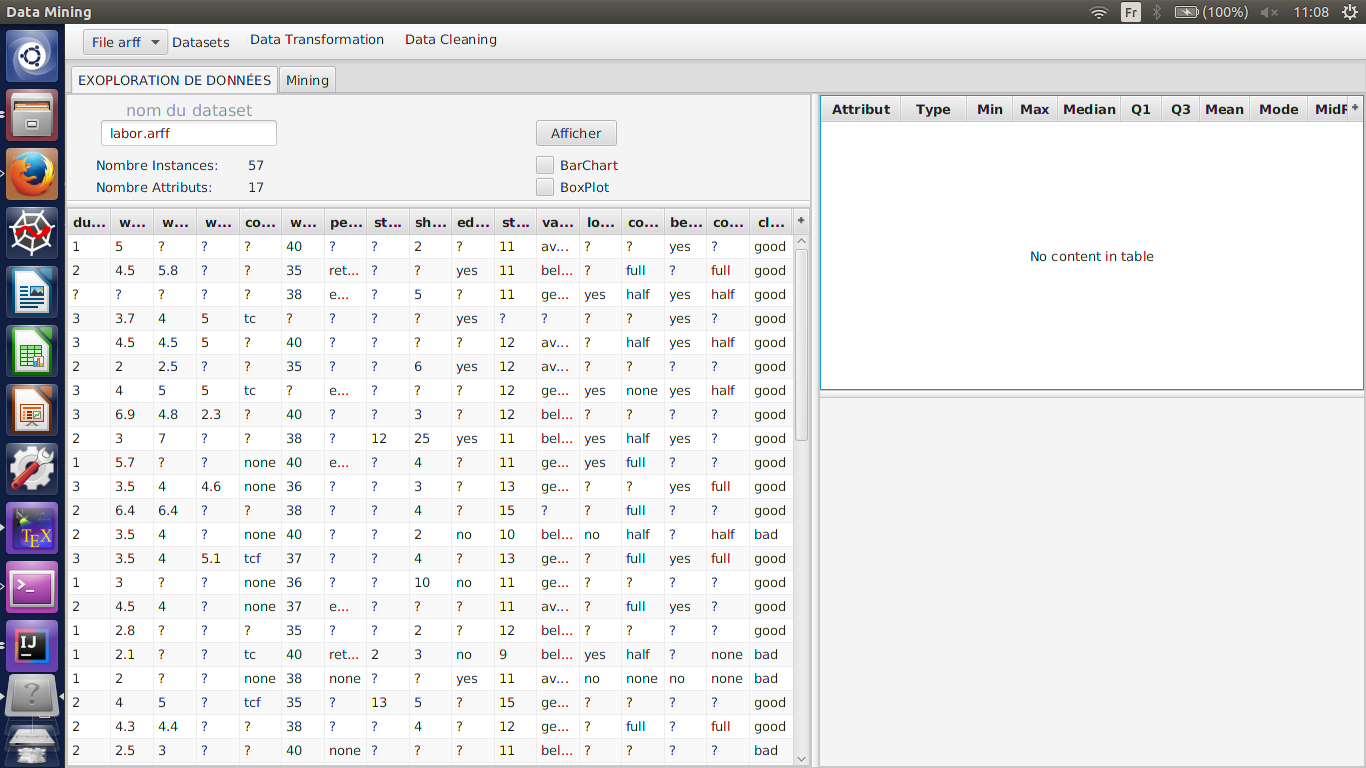 Data Mining Fr (100%) 11:08
File arff Datasets Data Transformation Data Cleaning
EXOPLORATION DE DONNÉES Mining
nom du dataset
labor.arff Afficher
Nombre Instances: 57 BarChart
Nombre Attributs: 17 BoxPlot
Attribut Type Min Max Median Q1 Q3 Mean Mode MidR +
No content in table
du... w... w... w... co... w... pe... st... sh... ed... st... va... lo... co... be... co... cl... +
1 5 ? ? ? 40 ? ? 2 ? 11 av... ? ? yes ? good
2 4.5 5.8 ? ? 35 ret... ? ? yes 11 bel... ? full ? full good
? ? ? ? ? 38 e... ? 5 ? 11 ge... yes half yes half good
3 3.7 4 5 tc ? ? ? ? yes ? ? ? ? yes ? good
3 4.5 4.5 5 ? 40 ? ? ? ? 12 av... ? half yes half good
2 2 2.5 ? ? 35 ? ? 6 yes 12 av... ? ? ? ? good
3 4 5 5 tc ? e... ? ? ? 12 ge... yes none yes half good
3 6.9 4.8 2.3 ? 40 ? ? 3 ? 12 bel... ? ? ? ? good
2 3 7 ? ? 38 ? 12 25 yes 11 bel... yes half yes ? good
1 5.7 ? ? none 40 e... ? 4 ? 11 ge... yes full ? ? good
3 3.5 4 4.6 none 36 ? ? 3 ? 13 ge... ? ? yes full good
2 6.4 6.4 ? ? 38 ? ? 4 ? 15 ? ? full ? ? good
2 3.5 4 ? none 40 ? ? 2 no 10 bel... no half ? half bad
3 3.5 4 5.1 tcf 37 ? ? 4 ? 13 ge... ? full yes full good
1 3 ? ? none 36 ? ? 10 no 11 ge... ? ? ? ? good
2 4.5 4 ? none 37 e... ? ? ? 11 av... ? full yes ? good
1 2.8 ? ? ? 35 ? ? 2 ? 12 bel... ? ? ? ? good
1 2.1 ? ? tc 40 ret... 2 3 no 9 bel... yes half ? none bad
1 2 ? ? none 38 none ? ? yes 11 av... no none no none bad
2 4 5 ? tcf 35 ? 13 5 ? 15 ge... ? ? ? ? good
2 4.3 4.4 ? ? 38 ? ? 4 ? 12 ge... ? full ? full good
2 2.5 3 ? ? 40 none ? ? ? 11 bel... ? ? ? ? bad
TEX
>_
IJ
?